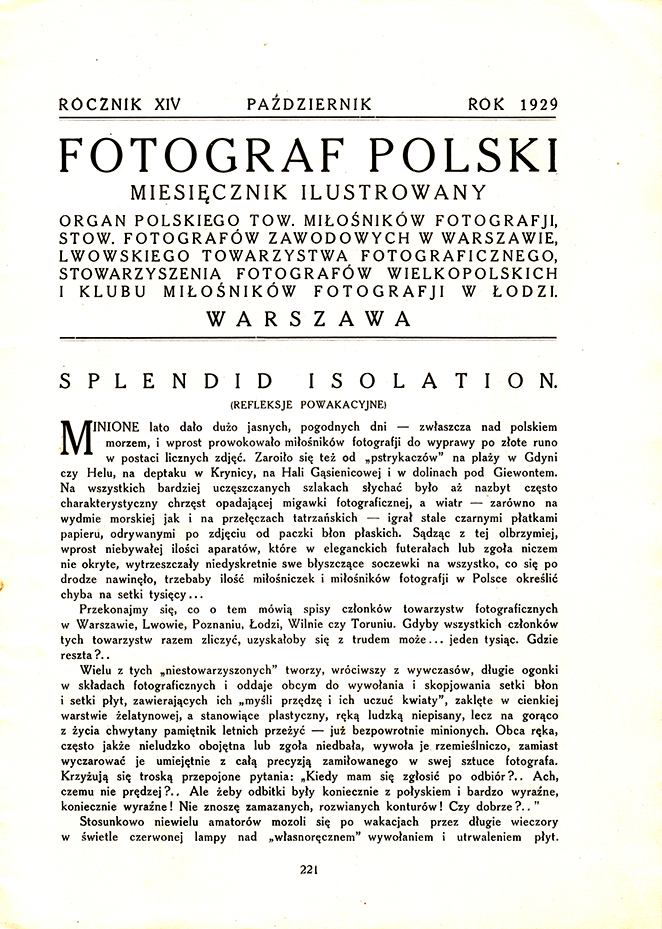 ROCZNIK XIV PAŹDZIERNIK ROK 1929
FOTOGRAF POLSKI
MIESIĘCZNIK ILUSTROWANY
ORGAN POLSKIEGO TOW. MIŁOŚNIKÓW FOTOGRAFJI,
STOW. FOTOGRAFÓW ZAWODOWYCH W WARSZAWIE,
LWOWSKIEGO TOWARZYSTWA FOTOGRAFICZNEGO,
STOWARZYSZENIA FOTOGRAFÓW WIELKOPOLSKICH
I KLUBU MIŁOŚNIKÓW FOTOGRAFJI W ŁODZI.
WARSZAWA
SPLENDID ISOLATION.
(REFLEKSJE POWAKACYJNE)
MINIONE lato dało dużo jasnych, pogodnych dni — zwłaszcza nad polskiem
morzem, i wprost prowokowało miłośników fotografji do wyprawy po złote runo
w postaci licznych zdjęć. Zaroiło się też od „pstrykaczów” na plaży w Gdyni
czy Helu, na deptaku w Krynicy, na Hali Gąsienicowej i w dolinach pod Giewontem.
Na wszystkich bardziej uczęszczanych szlakach słychać było aż nazbyt często
charakterystyczny chrzęst opadającej migawki fotograficznej, a wiatr — zarówno na
wydmie morskiej jak i na przełęczach tatrzańskich — igrał stale czarnymi płatkami
papieru, odrywanymi po zdjęciu od paczki błon płaskich. Sądząc z tej olbrzymiej,
wprost niebywałej ilości aparatów, które w eleganckich futerałach lub zgoła niczem
nie okryte, wytrzeszczały niedyskretnie swe błyszczące soczewki na wszystko, co się po
drodze nawinęło, trzebaby ilość miłośniczek i miłośników fotografji w Polsce określić
chyba na setki tysięcy...
Przekonajmy się, co o tem mówią spisy członków towarzystw fotograficznych
w Warszawie, Lwowie, Poznaniu, Łodzi, Wilnie czy Toruniu. Gdyby wszystkich członków
tych towarzystw razem zliczyć, uzyskałoby się z trudem może... jeden tysiąc. Gdzie
reszta?..
Wielu z tych „niestowarzyszonych” tworzy, wróciwszy z wywczasów, długie ogonki
w składach fotograficznych i oddaje obcym do wywołania i skopjowania setki błon
i setki płyt, zawierających ich „myśli przędzę i ich uczuć kwiaty”, zaklęte w cienkiej
warstwie żelatynowej, a stanowiące plastyczny, ręką ludzką niepisany, lecz na gorąco
z życia chwytany pamiętnik letnich przeżyć — już bezpowrotnie minionych. Obca ręka,
często jakże nieludzko obojętna lub zgoła niedbała, wywoła je rzemieślniczo, zamiast
wyczarować je umiejętnie z całą precyzją zamiłowanego w swej sztuce fotografa.
Krzyżują się troską przepojone pytania: „Kiedy mam się zgłosić po odbiór?.. Ach,
czemu nie prędzej?.. Ale żeby odbitki były koniecznie z połyskiem i bardzo wyraźne,
koniecznie wyraźne! Nie znoszę zamazanych, rozwianych konturów! Czy dobrze?..”
Stosunkowo niewielu amatorów mozoli się po wakacjach przez długie wieczory
w świetle czerwonej lampy nad „własnoręcznem” wywołaniem i utrwaleniem płyt.
221